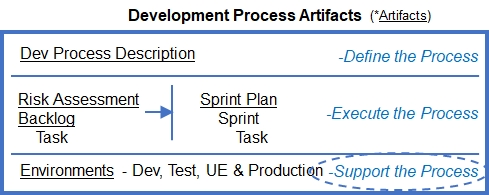 Development Process Artifacts (*Artifacts)
Dev Process Description -Define the Process
Risk Assessment Sprint Plan
Backlog Sprint -Execute the Process
Task Task
Environments - Dev, Test, UE & Production -Support the Process